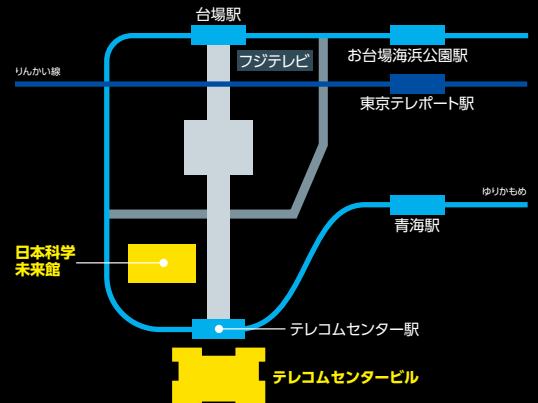 台場駅
フジテレビ
お台場海浜公園駅
りんかい線
東京テレポート駅
ゆりかもめ
青海駅
日本科学
未来館
テレコムセンター駅
テレコムセンタービル